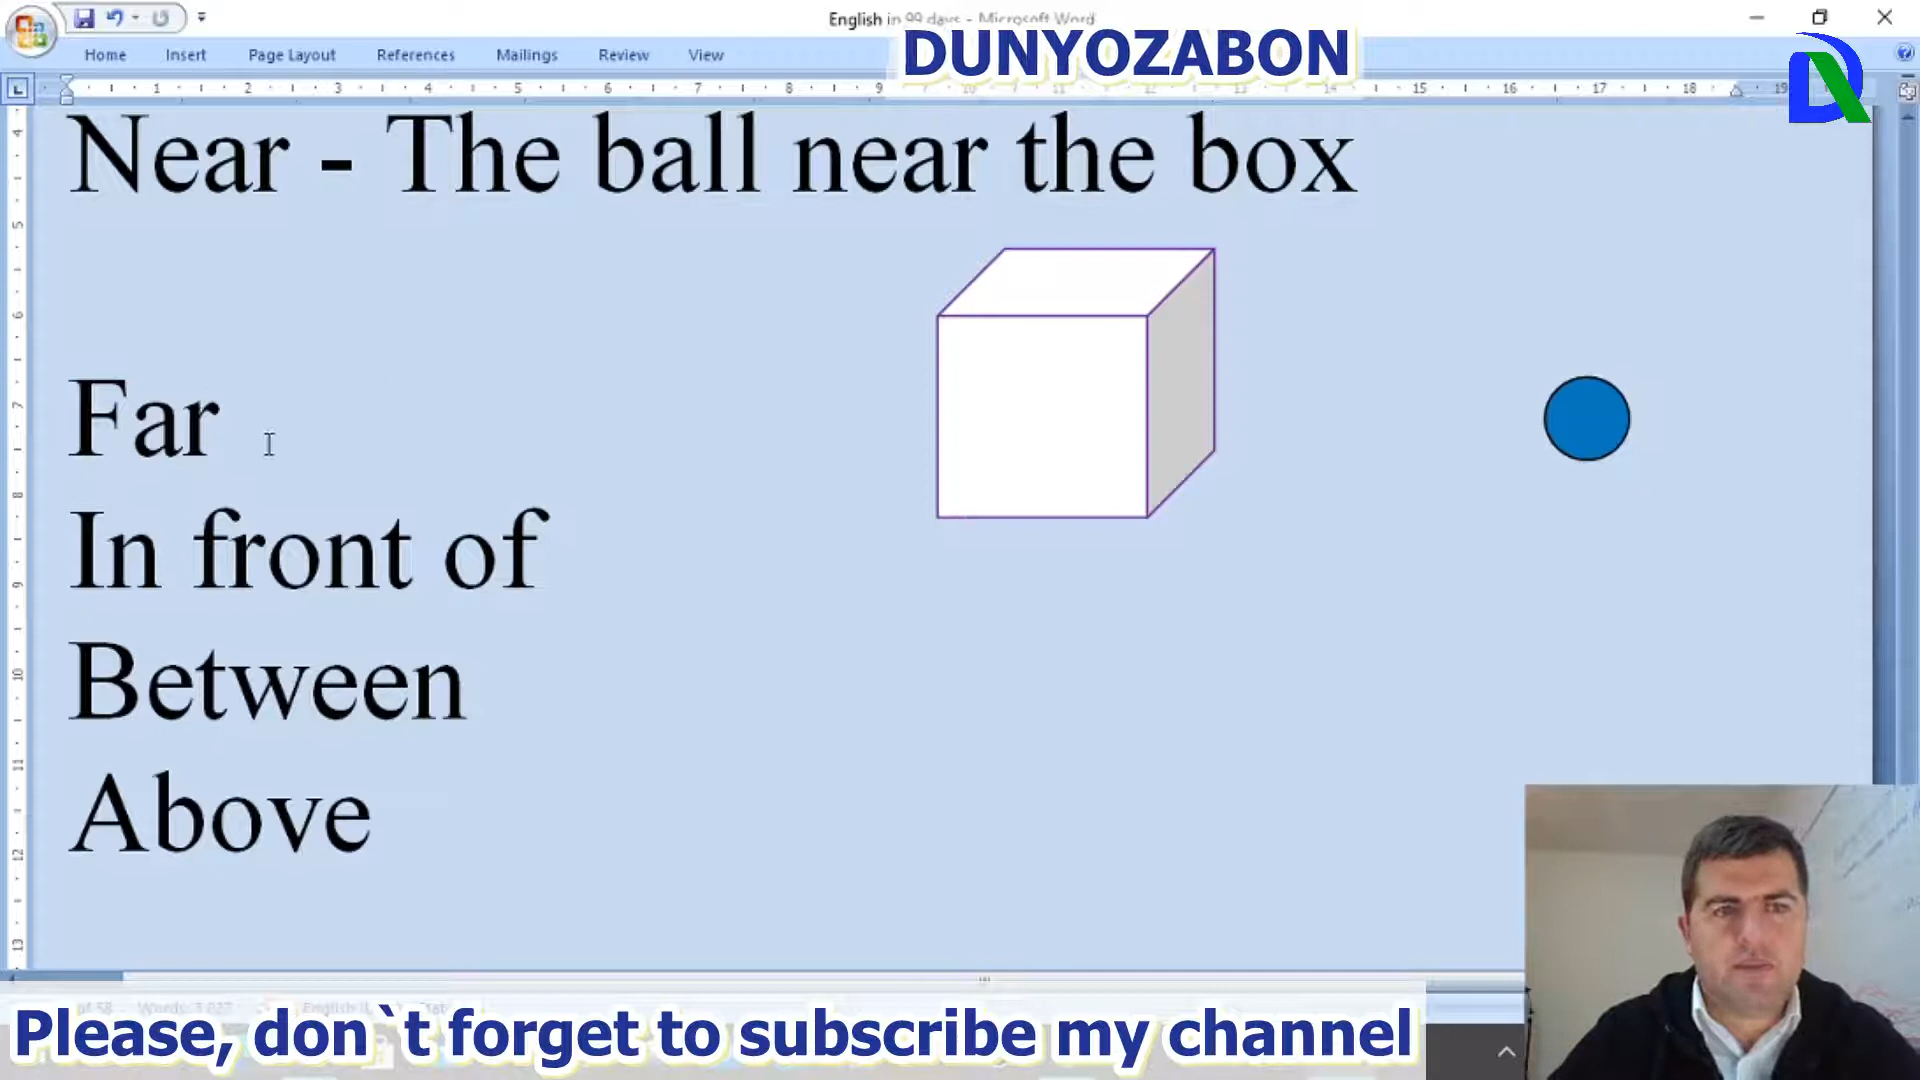 English in 99 days - Microsoft Word
DUNYOZABON
Home Insert Page Layout References Mailings Review View
Near - The ball near the box
Far
In front of
Between
Above
Please, don`t forget to subscribe my channel